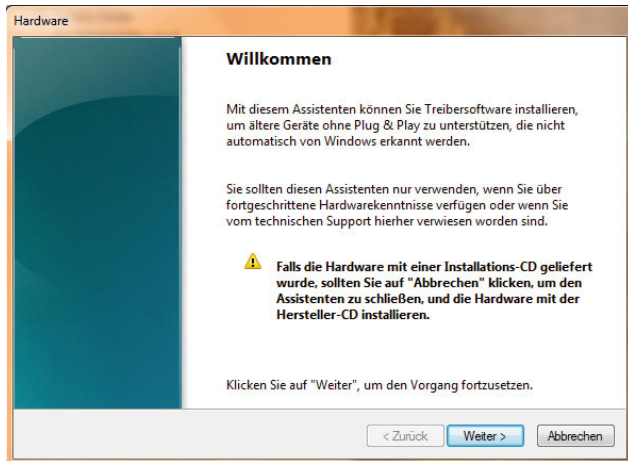 Hardware
Willkommen
Mit diesem Assistenten können Sie Treibersoftware installieren,
um ältere Geräte ohne Plug & Play zu unterstützen, die nicht
automatisch von Windows erkannt werden.
Sie sollten diesen Assistenten nur verwenden, wenn Sie über
fortgeschrittene Hardwarekenntnisse verfügen oder wenn Sie
vom technischen Support hierher verwiesen worden sind.
Falls die Hardware mit einer Installations-CD geliefert
wurde, sollten Sie auf "Abbrechen" klicken, um den
Assistenten zu schließen, und die Hardware mit der
Hersteller-CD installieren.
Klicken Sie auf "Weiter", um den Vorgang fortzusetzen.
< Zurück Weiter > Abbrechen